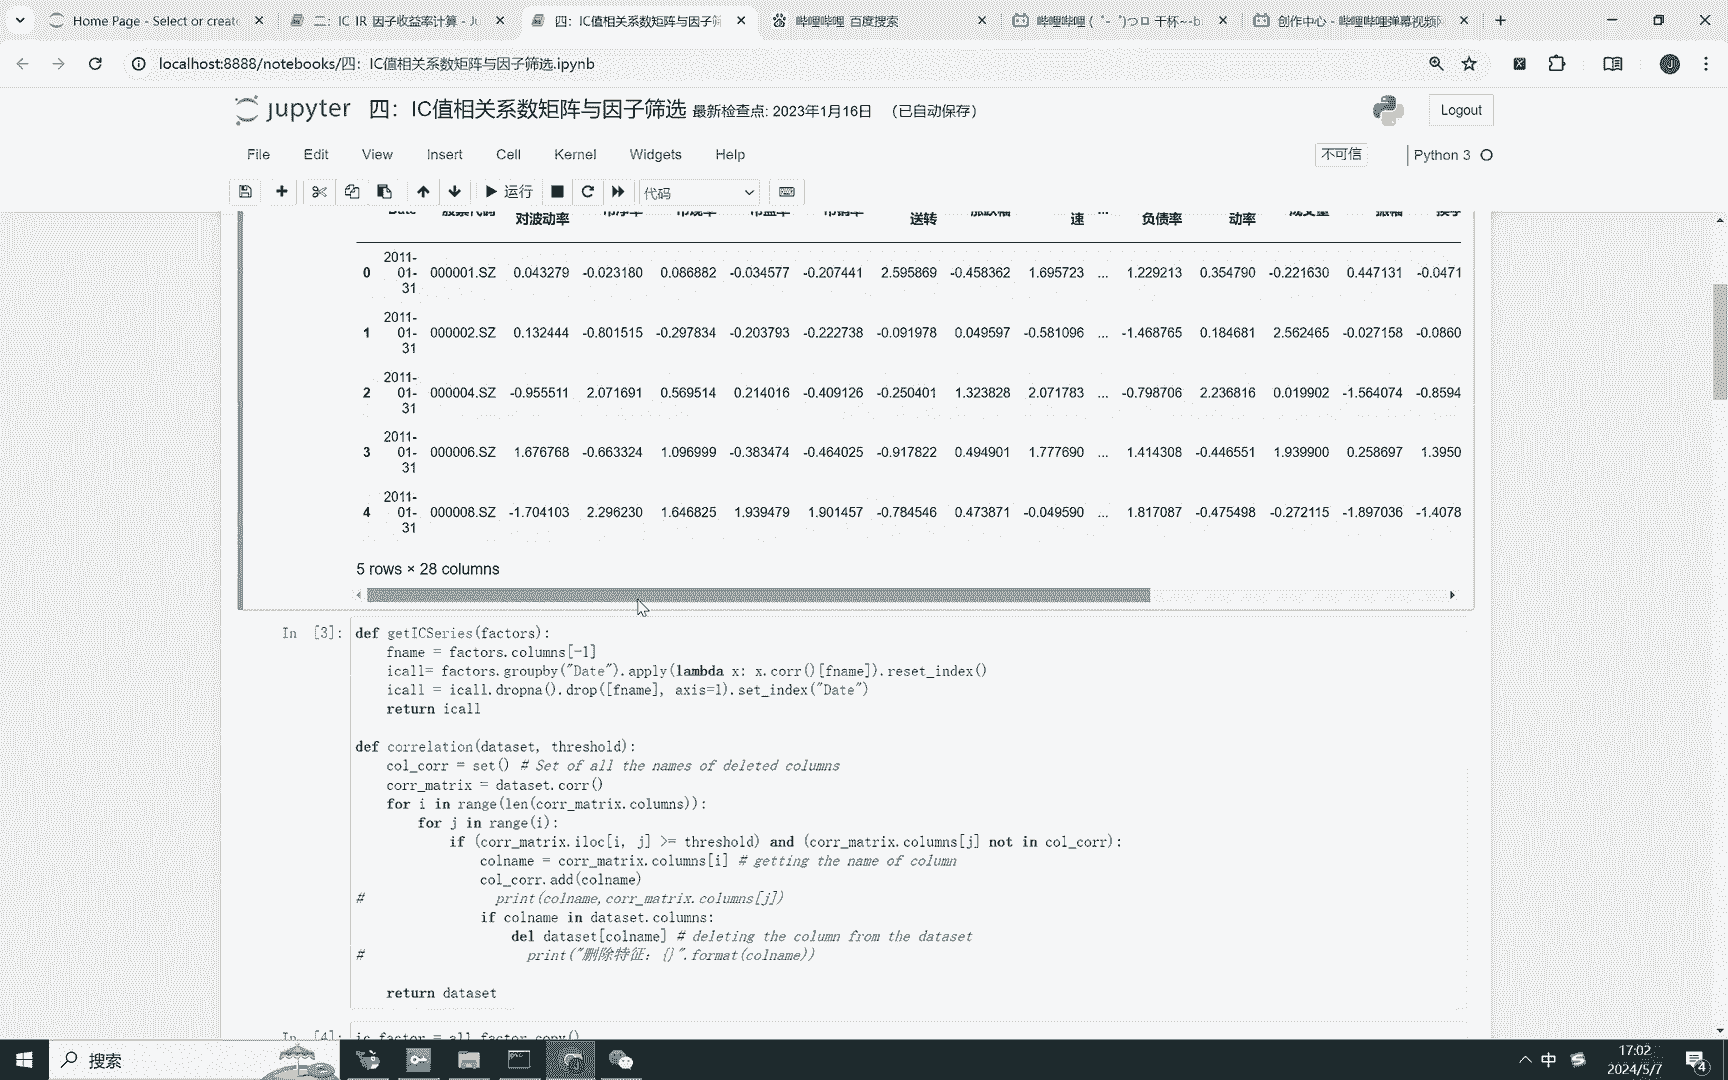 Home Page - Select or create
二：IC IR 因子收益率计算 - Ju
四：IC值相关系数矩阵与因子筛
哔哩哔哩_百度搜索
哔哩哔哩 (゜-゜)つロ 干杯~-b
创作中心 - 哔哩哔哩弹幕视频网
localhost:8888/notebooks/四：IC值相关系数矩阵与因子筛选.ipynb
jupyter 四：IC值相关系数矩阵与因子筛选 最新检查点: 2023年1月16日 （已自动保存）
Logout
File Edit View Insert Cell Kernel Widgets Help
不可信 Python 3
运行 代码
对波动率 送转 速 ... 负债率 动率
0 2011-01-31 000001.SZ 0.043279 -0.023180 0.086882 -0.034577 -0.207441 2.595869 -0.458362 1.695723 ... 1.229213 0.354790 -0.221630 0.447131 -0.0471
1 2011-01-31 000002.SZ 0.132444 -0.801515 -0.297834 -0.203793 -0.222738 -0.091978 0.049597 -0.581096 ... -1.468765 0.184681 2.562465 -0.027158 -0.0860
2 2011-01-31 000004.SZ -0.955511 2.071691 0.569514 0.214016 -0.409126 -0.250401 1.323828 2.071783 ... -0.798706 2.236816 0.019902 -1.564074 -0.8594
3 2011-01-31 000006.SZ 1.676768 -0.663324 1.096999 -0.383474 -0.464025 -0.917822 0.494901 1.777690 ... 1.414308 -0.446551 1.939900 0.258697 1.3950
4 2011-01-31 000008.SZ -1.704103 2.296230 1.646825 1.939479 1.901457 -0.784546 0.473871 -0.049590 ... 1.817087 -0.475498 -0.272115 -1.897036 -1.4078
5 rows × 28 columns
In [3]: def getICSeries(factors):
    fname = factors.columns[-1]
    icall= factors.groupby("Date").apply(lambda x: x.corr()[fname]).reset_index()
    icall = icall.dropna().drop([fname], axis=1).set_index("Date")
    return icall
def correlation(dataset, threshold):
    col_corr = set() # Set of all the names of deleted columns
    corr_matrix = dataset.corr()
    for i in range(len(corr_matrix.columns)):
        for j in range(i):
            if (corr_matrix.iloc[i, j] >= threshold) and (corr_matrix.columns[j] not in col_corr):
                colname = corr_matrix.columns[i] # getting the name of column
                col_corr.add(colname)
#                 print(colname,corr_matrix.columns[j])
                if colname in dataset.columns:
                    del dataset[colname] # deleting the column from the dataset
#                     print("删除特征: {}".format(colname))
    return dataset
In [4]: ic_factor = all_factor.copy()
搜索
中
17:02
2024/5/7
4